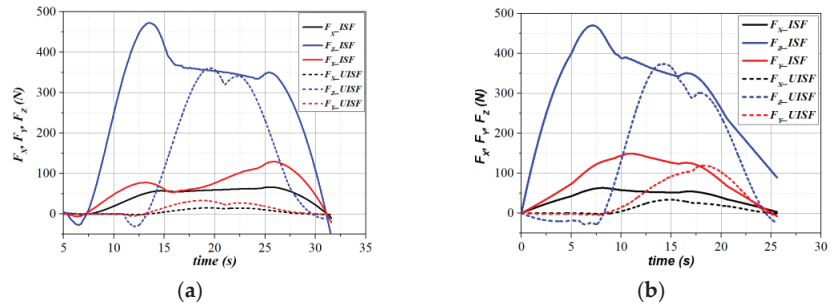 500
400
300
200
100
0
F_X, F_Y, F_Z (N)
F_X_ISF
F_Z_ISF
F_Y_ISF
F_X_UISF
F_Z_UISF
F_Y_UISF
5 10 15 20 25 30 35
time (s)
(a)
500
400
300
200
100
0
F_X, F_Y, F_Z (N)
F_X_ISF
F_Z_ISF
F_Y_ISF
F_X_UISF
F_Z_UISF
F_Y_UISF
0 5 10 15 20 25 30
time (s)
(b)